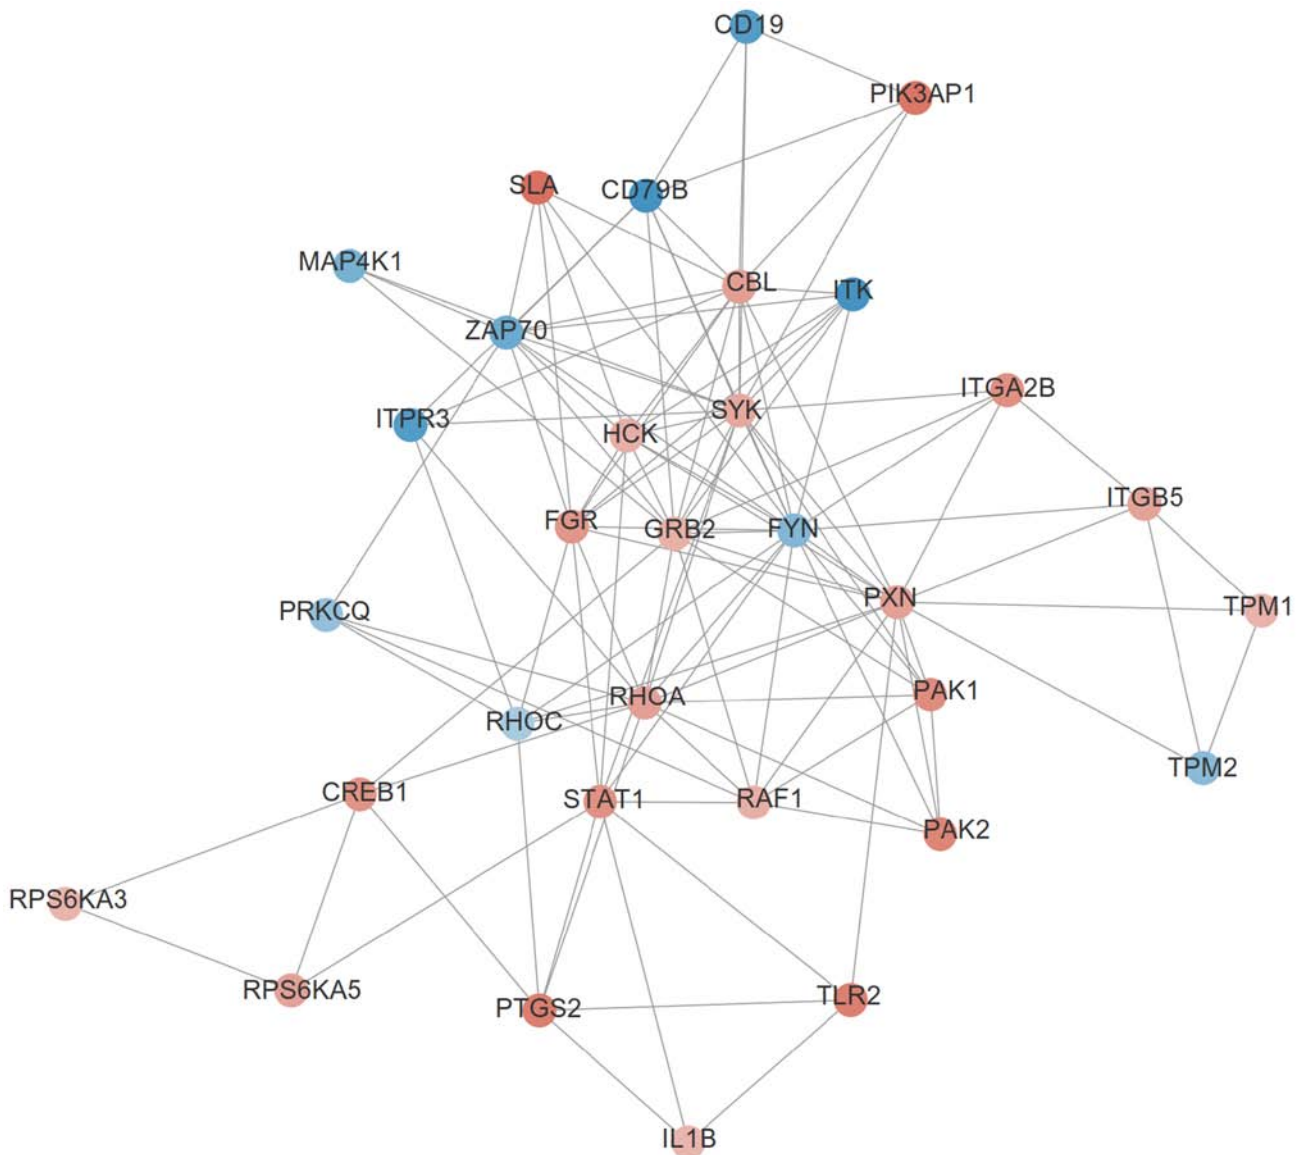 CD19
PIK3AP1
SLA
CD79B
MAP4K1
CBL
ITK
ZAP70
ITGA2B
ITPR3
SYK
HCK
ITGB5
FGR
GRB2
FYN
PXN
TPM1
PRKCQ
RHOA
PAK1
RHOC
TPM2
CREB1
STAT1
RAF1
PAK2
RPS6KA3
RPS6KA5
PTGS2
TLR2
IL1B